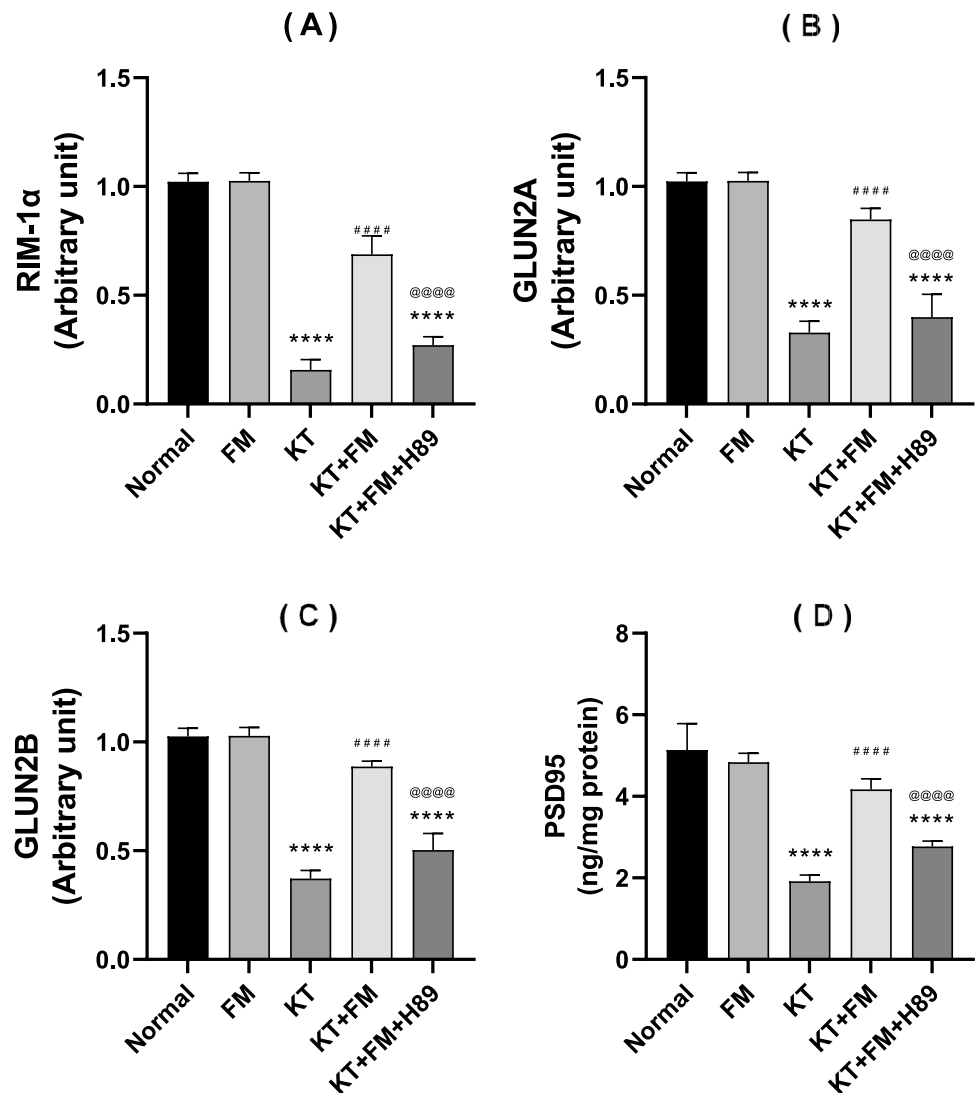 ( A )
RIM-1α
(Arbitrary unit)
1.5
1.0
0.5
0.0
****
####
@@@@
****
Normal
FM
KT
KT+FM
KT+FM+H89
( B )
GLUN2A
(Arbitrary unit)
1.5
1.0
0.5
0.0
****
####
@@@@
****
Normal
FM
KT
KT+FM
KT+FM+H89
( C )
GLUN2B
(Arbitrary unit)
1.5
1.0
0.5
0.0
****
####
@@@@
****
Normal
FM
KT
KT+FM
KT+FM+H89
( D )
PSD95
(ng/mg protein)
8
6
4
2
0
****
####
@@@@
****
Normal
FM
KT
KT+FM
KT+FM+H89